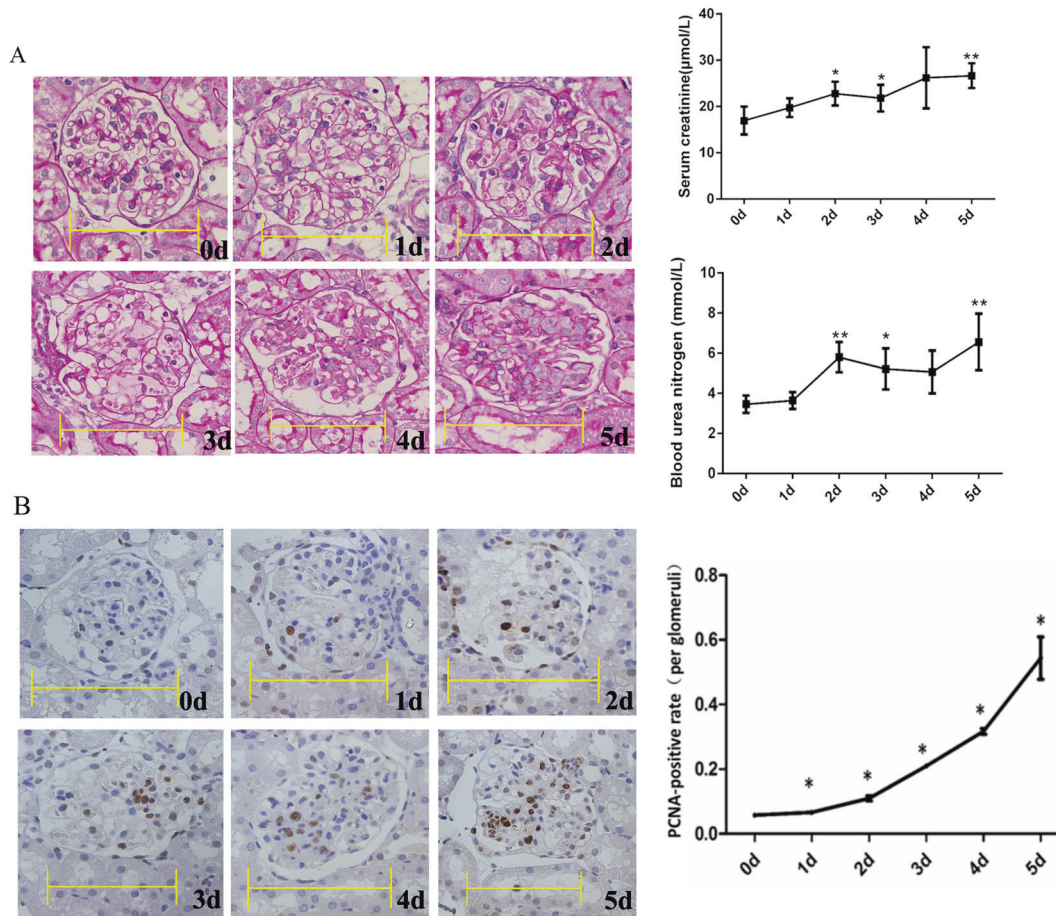 A
0d
1d
2d
3d
4d
5d
Serum creatinine(μmol/L)
40
30
20
10
0
*
*
**
0d
1d
2d
3d
4d
5d
Blood urea nitrogen (mmol/L)
10
8
6
4
2
0
**
*
**
0d
1d
2d
3d
4d
5d
B
0d
1d
2d
3d
4d
5d
PCNA-positive rate (per glomeruli)
0.8
0.6
0.4
0.2
0.0
*
*
*
*
*
0d
1d
2d
3d
4d
5d